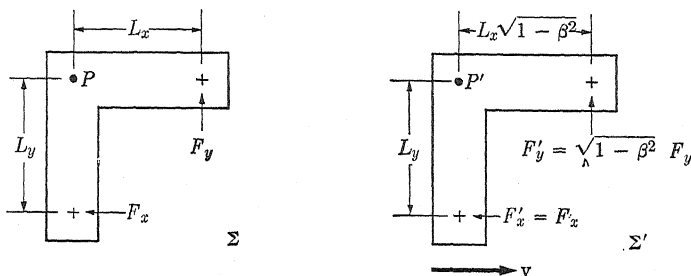 L_x
P
L_y
F_y
F_x
Σ
L_x√1 − β²
P′
L_y
F′_y = √1 − β² F_y
F′_x = F_x
Σ′
v